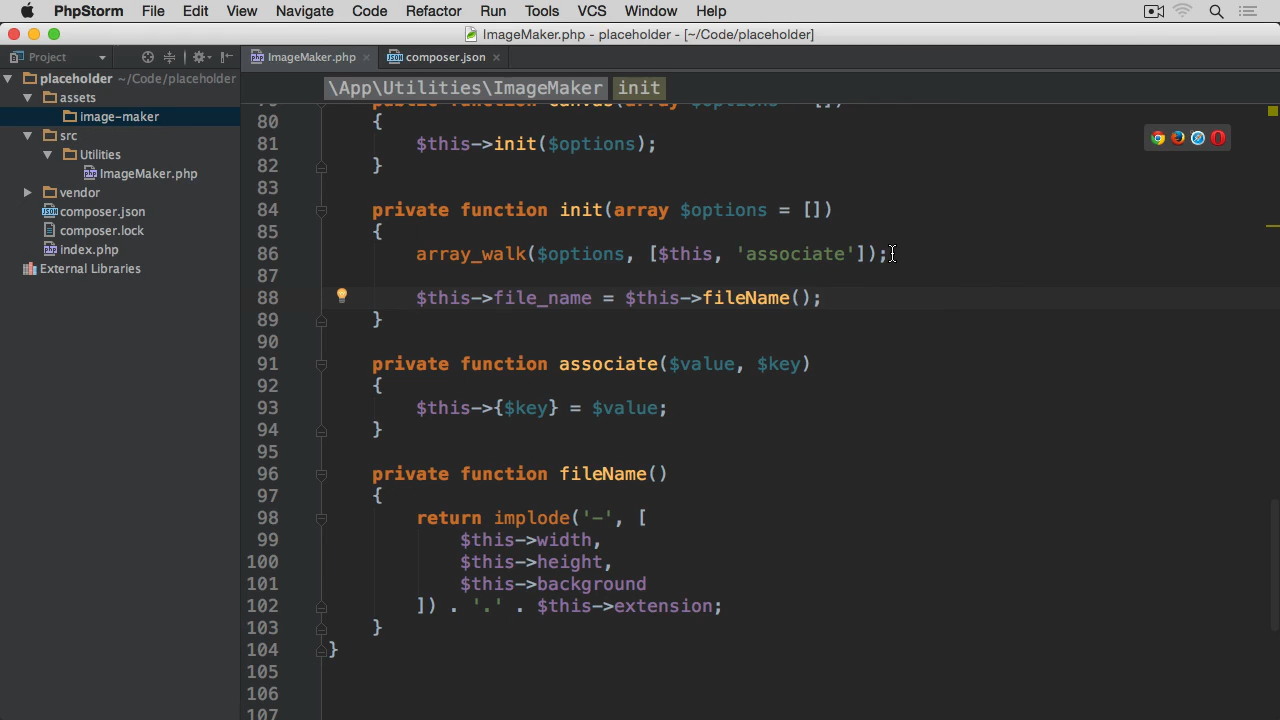 PhpStorm File Edit View Navigate Code Refactor Run Tools VCS Window Help
ImageMaker.php - placeholder - [~/Code/placeholder]
Project
ImageMaker.php
composer.json
placeholder ~/Code/placeholder
assets
image-maker
src
Utilities
ImageMaker.php
vendor
composer.json
composer.lock
index.php
External Libraries
\App\Utilities\ImageMaker init
80 {
81 $this->init($options);
82 }
83
84 private function init(array $options = [])
85 {
86 array_walk($options, [$this, 'associate']);
87
88 $this->file_name = $this->fileName();
89 }
90
91 private function associate($value, $key)
92 {
93 $this->{$key} = $value;
94 }
95
96 private function fileName()
97 {
98 return implode('-', [
99 $this->width,
100 $this->height,
101 $this->background
102 ]) . '.' . $this->extension;
103 }
104 }
105
106
107